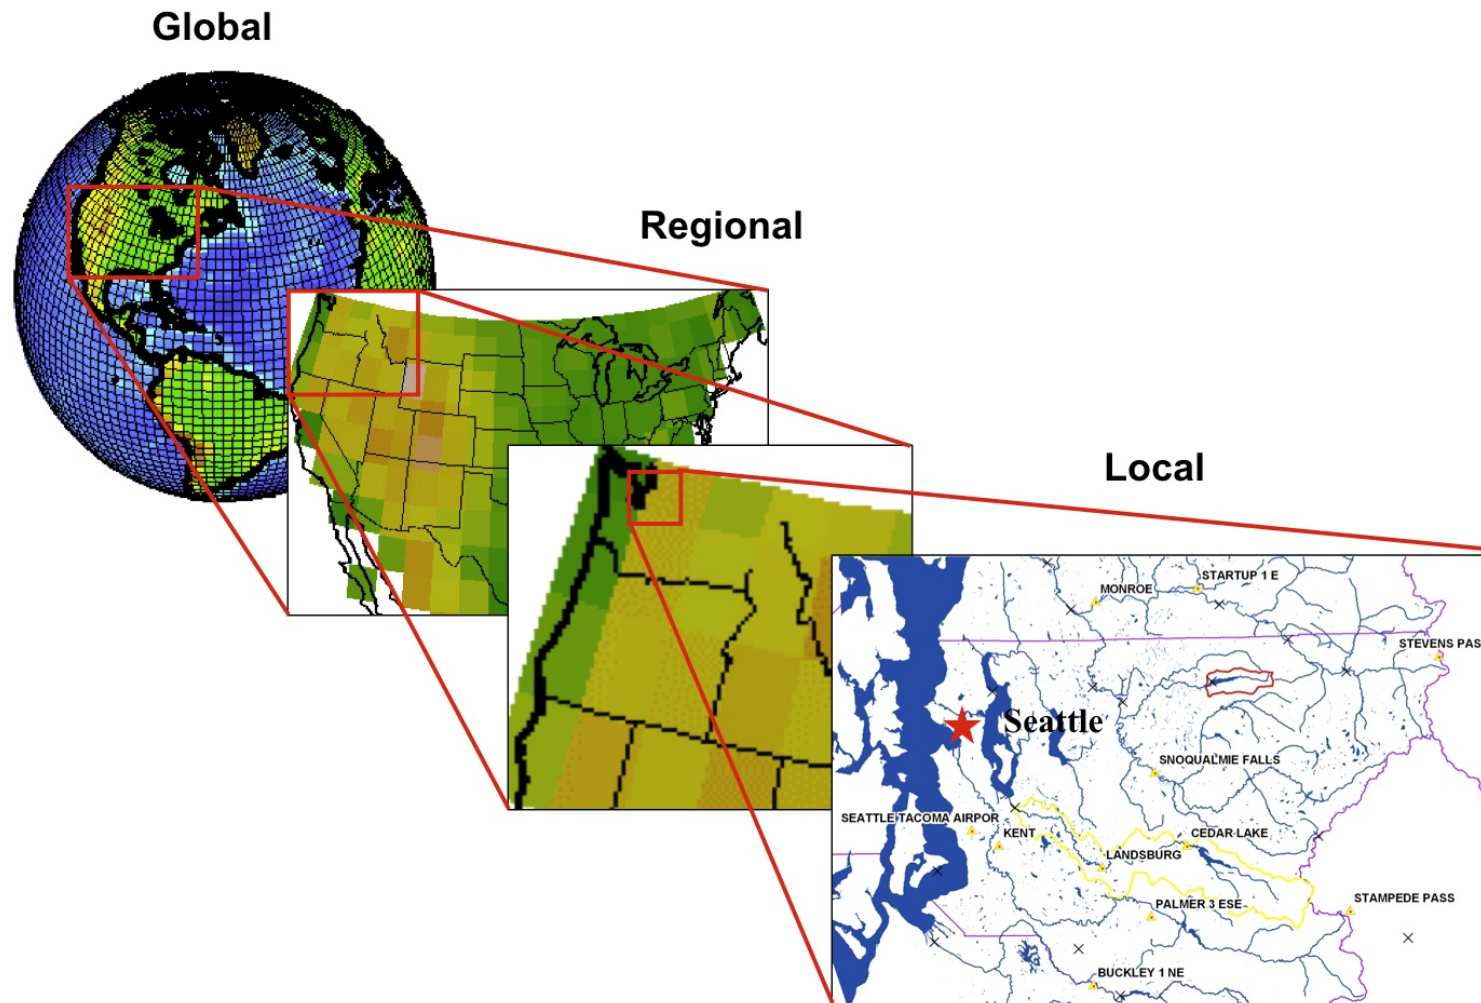 Global
Regional
Local
STARTUP 1 E
MONROE
STEVENS PAS
Seattle
SNOQUALMIE FALLS
SEATTLE TACOMA AIRPOR
KENT
CEDAR LAKE
LANDSBURG
PALMER 3 ESE
STAMPEDE PASS
BUCKLEY 1 NE